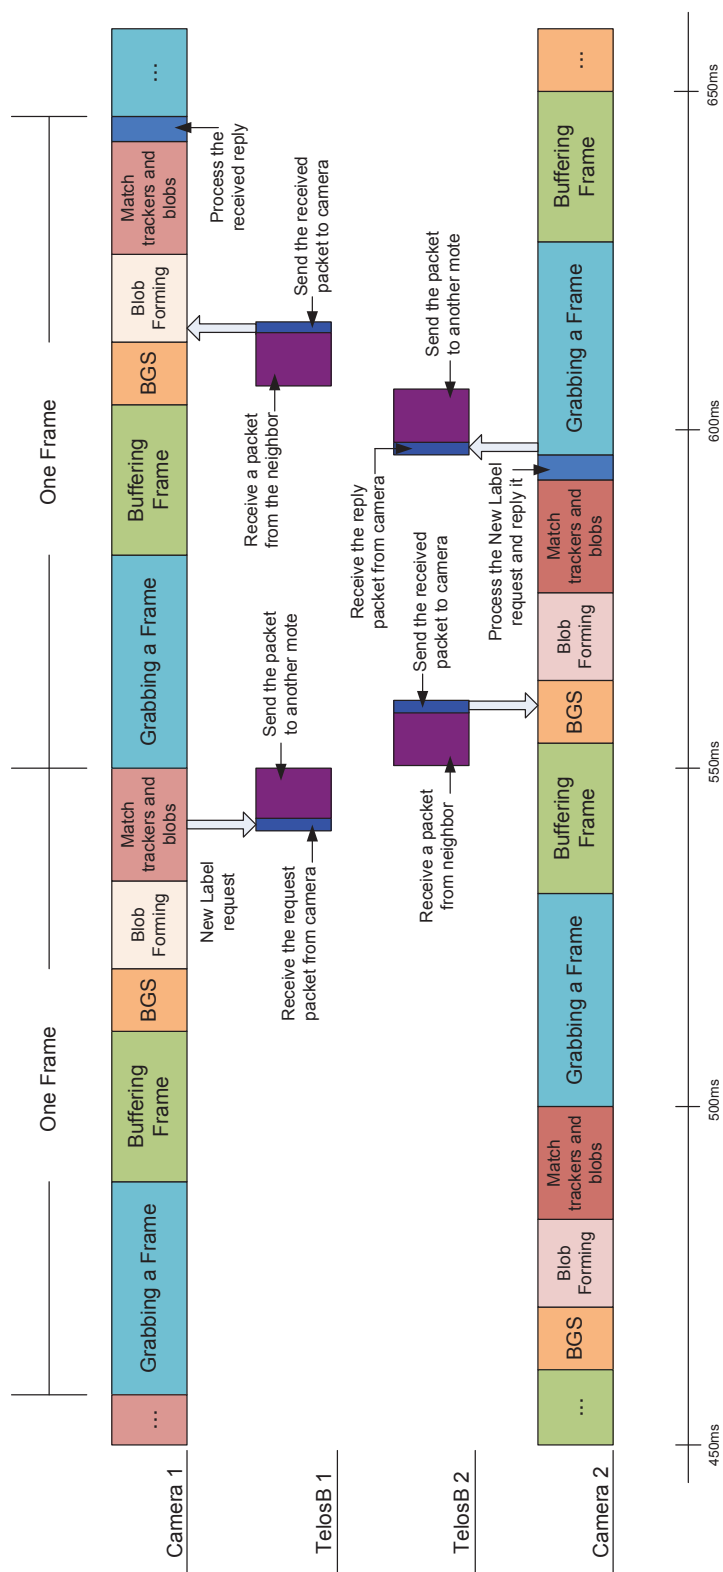 One Frame
One Frame
Camera 1
...
Grabbing a Frame
Buffering
Frame
BGS
Blob
Forming
Match
trackers and
blobs
Grabbing a Frame
Buffering
Frame
BGS
Blob
Forming
Match
trackers and
blobs
...
New Label
request
Process the
received reply
TelosB 1
Receive the request
packet from camera
Send the packet
to another mote
Receive a packet
from the neighbor
Send the received
packet to camera
TelosB 2
Receive a packet
from neighbor
Send the received
packet to camera
Receive the reply
packet from camera
Send the packet
to another mote
Process the New Label
request and reply it
Camera 2
...
BGS
Blob
Forming
Match
trackers and
blobs
Grabbing a Frame
Buffering
Frame
BGS
Blob
Forming
Match
trackers and
blobs
Grabbing a Frame
Buffering
Frame
...
450ms
500ms
550ms
600ms
650ms